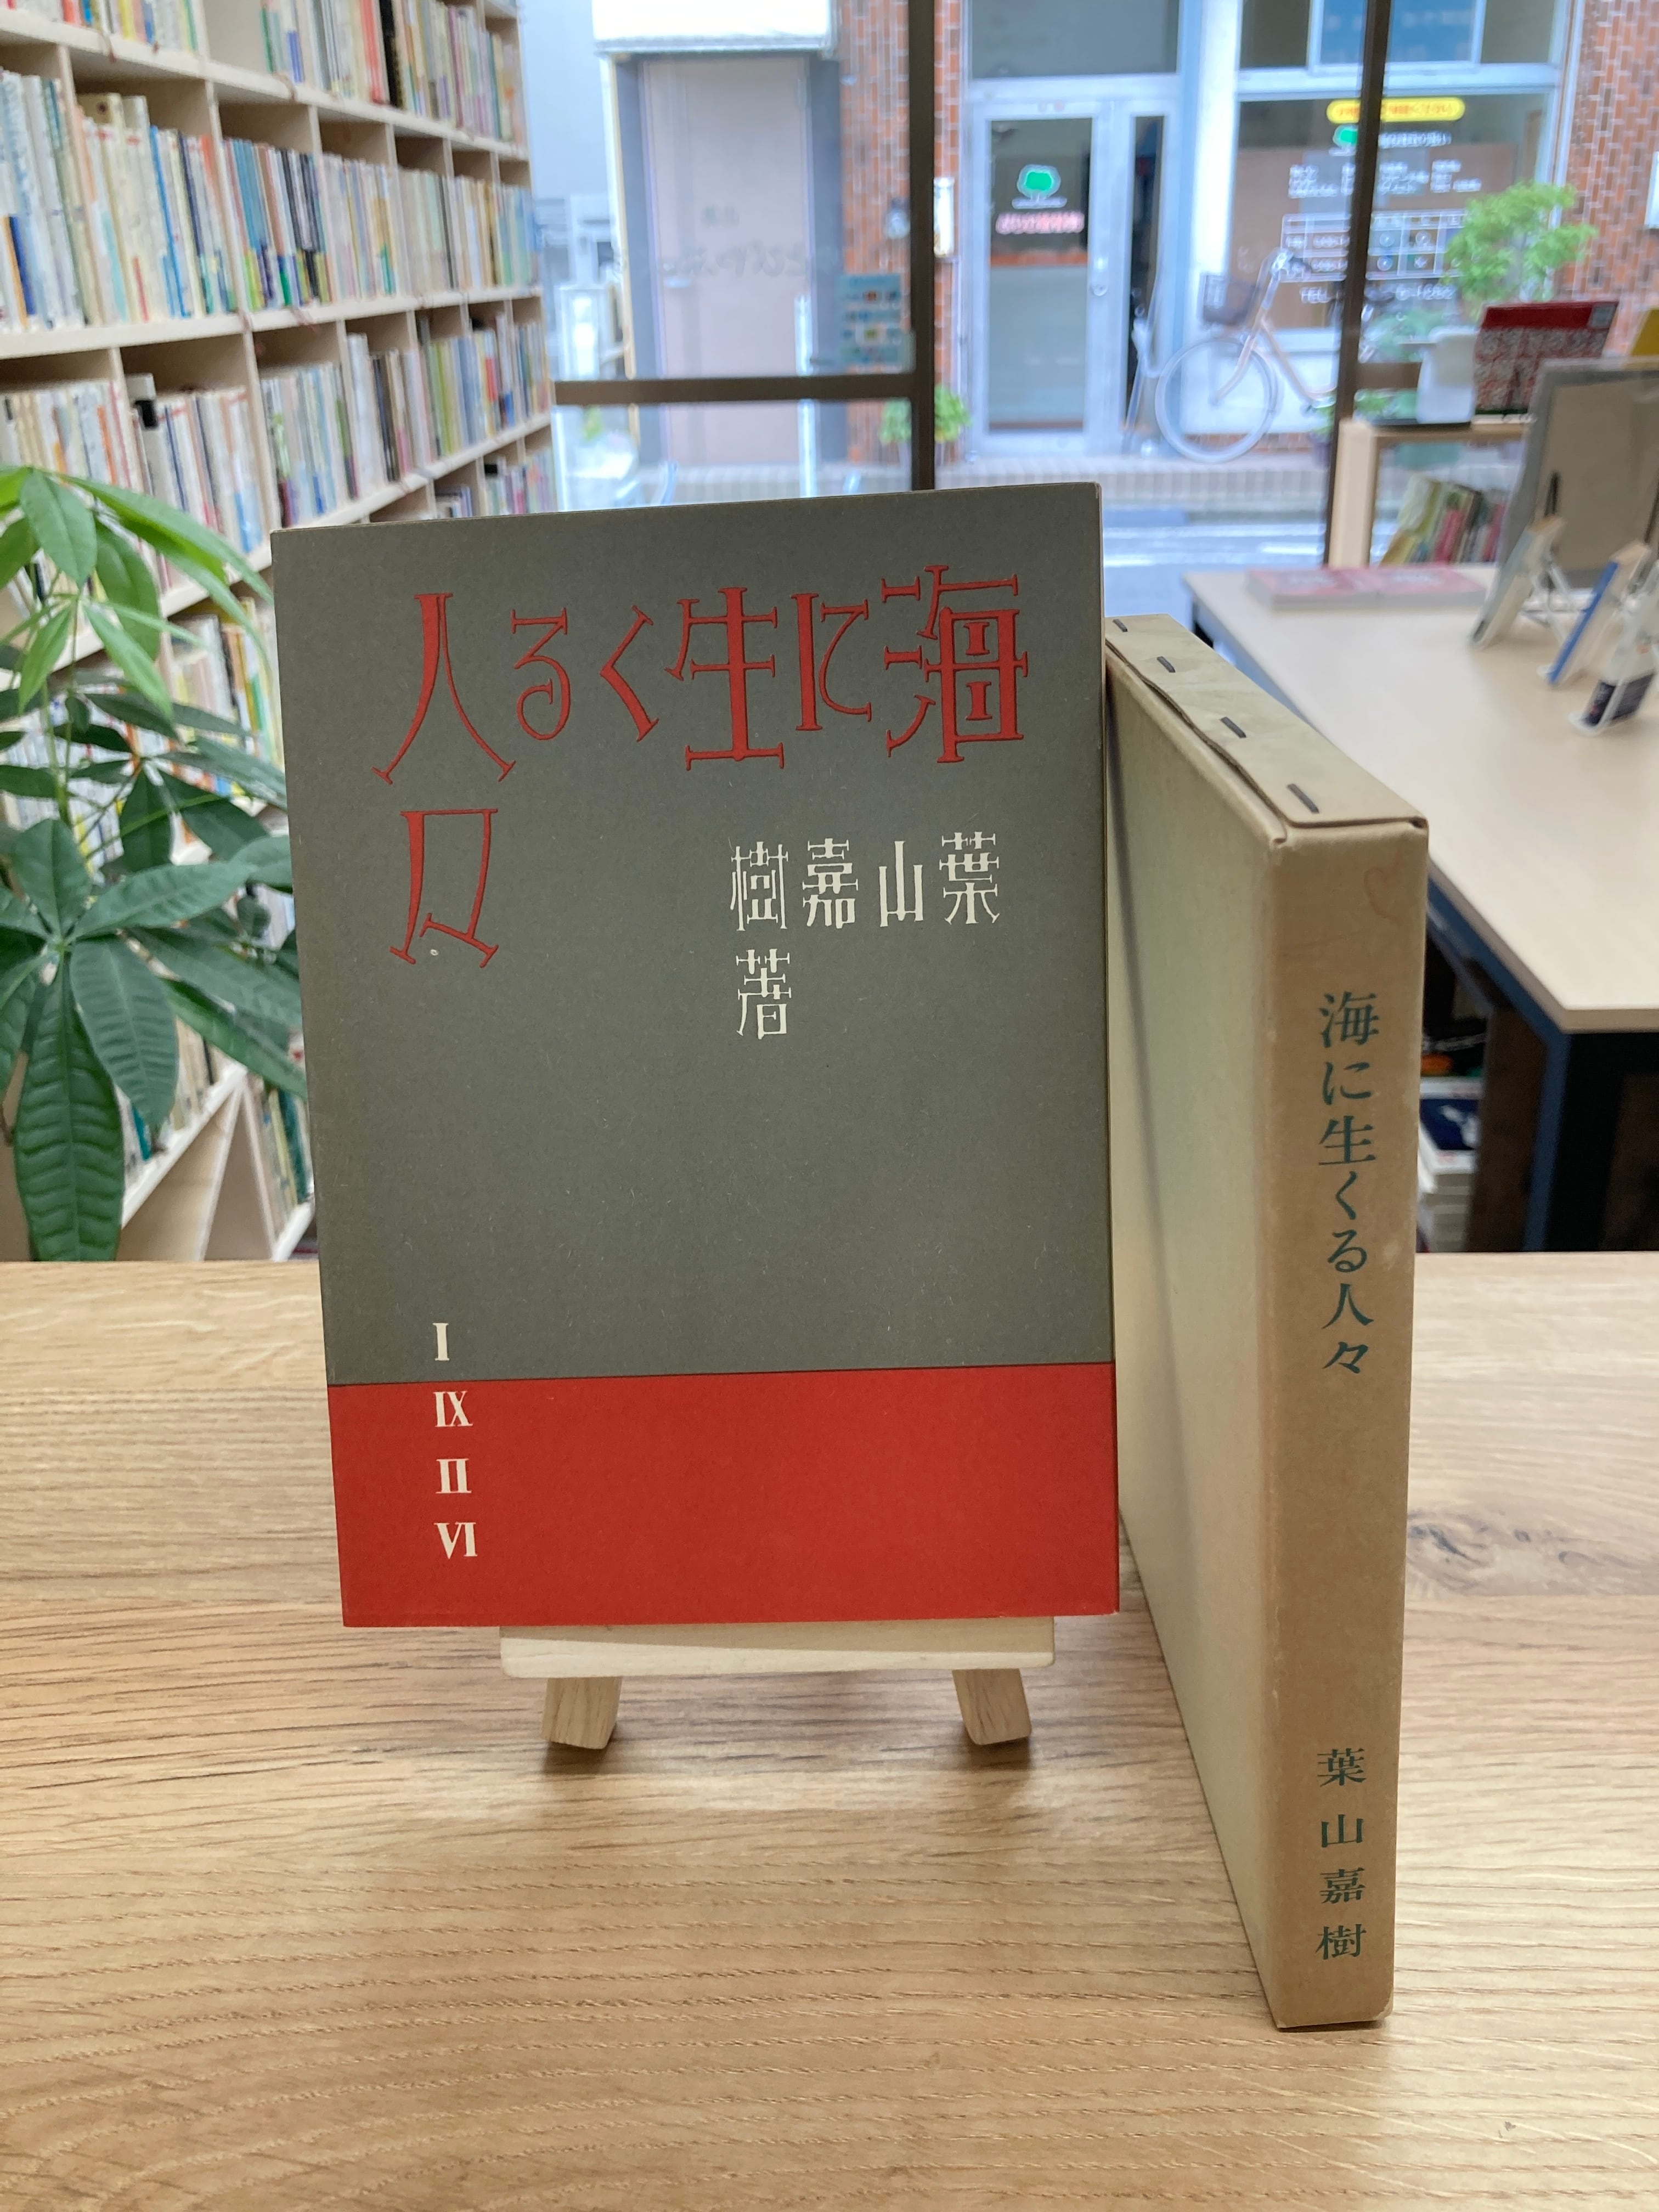 海に生くる人
々
葉山嘉樹
著
I
IX
II
VI
海に生くる人々
葉山嘉樹